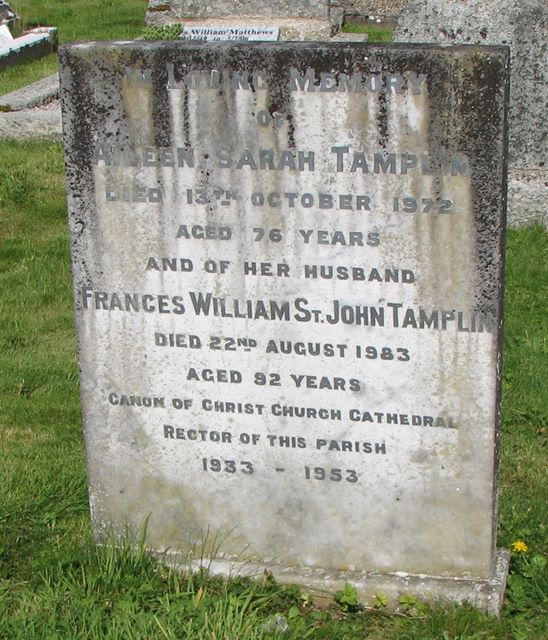 William Matthews
In Loving Memory
of
Aileen Sarah Tamplin
Died 13th October 1972
aged 76 years
and of her husband
Frances William St. John Tamplin
died 22nd August 1983
aged 92 years
Canon of Christ Church Cathedral
Rector of this parish
1933 - 1953